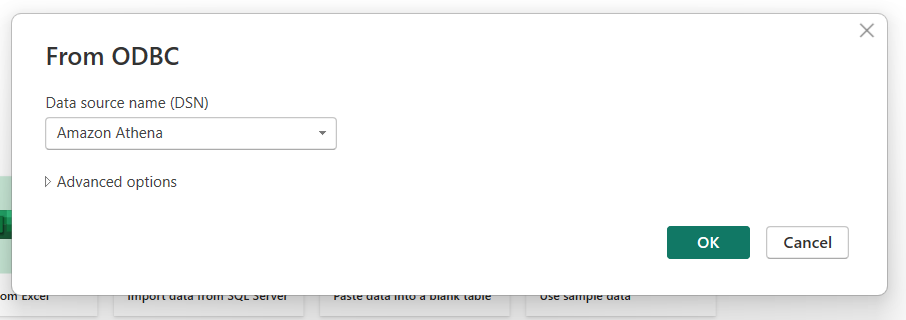 From ODBC
Data source name (DSN)
Amazon Athena
Advanced options
OK
Cancel
om Excel
Import data from SQL Server
Paste data into a blank table
Use sample data